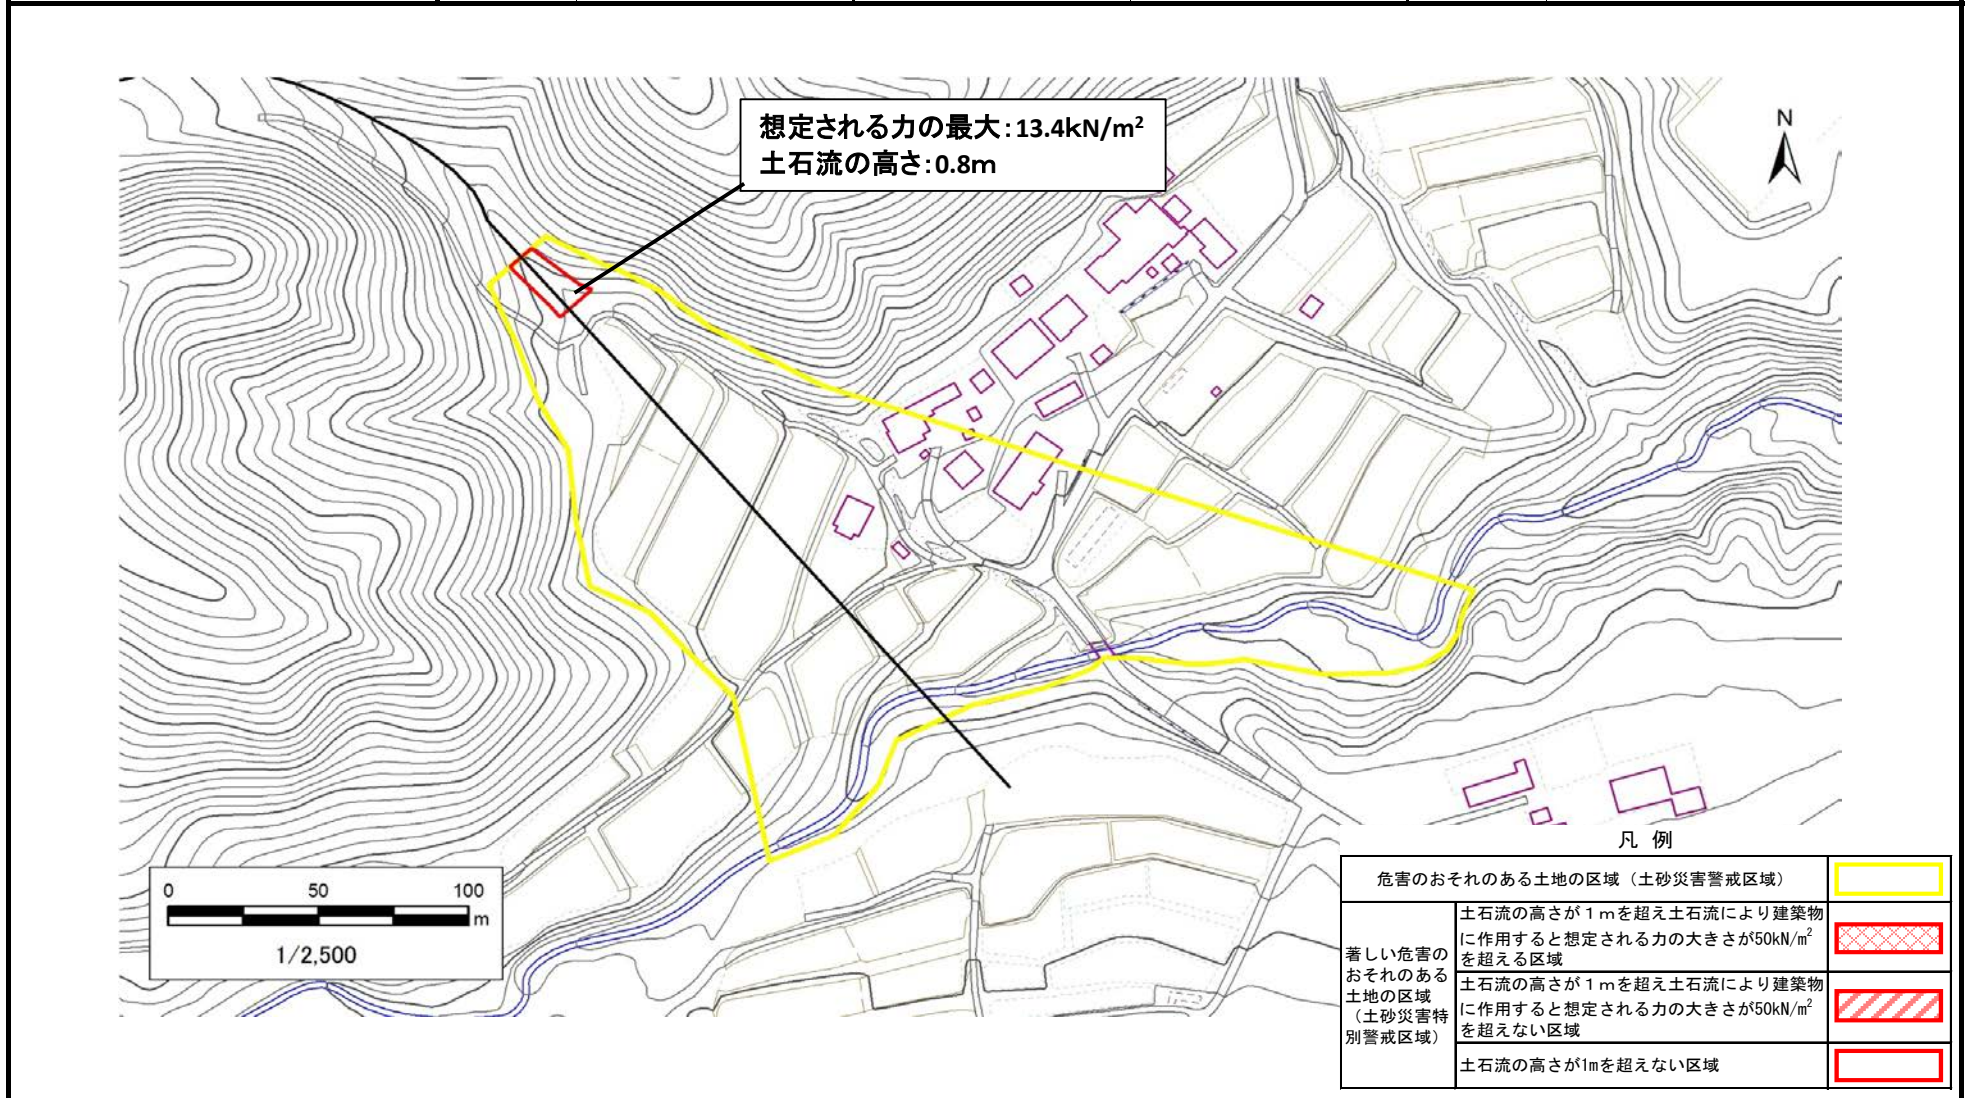 想定される力の最大:13.4kN/m²
土石流の高さ:0.8m
N
0 50 100
m
1/2,500
凡 例
危害のおそれのある土地の区域（土砂災害警戒区域）
著しい危害の
おそれのある
土地の区域
（土砂災害特
別警戒区域）
土石流の高さが１ｍを超え土石流により建築物
に作用すると想定される力の大きさが50kN/m²
を超える区域
土石流の高さが１ｍを超え土石流により建築物
に作用すると想定される力の大きさが50kN/m²
を超えない区域
土石流の高さが1mを超えない区域